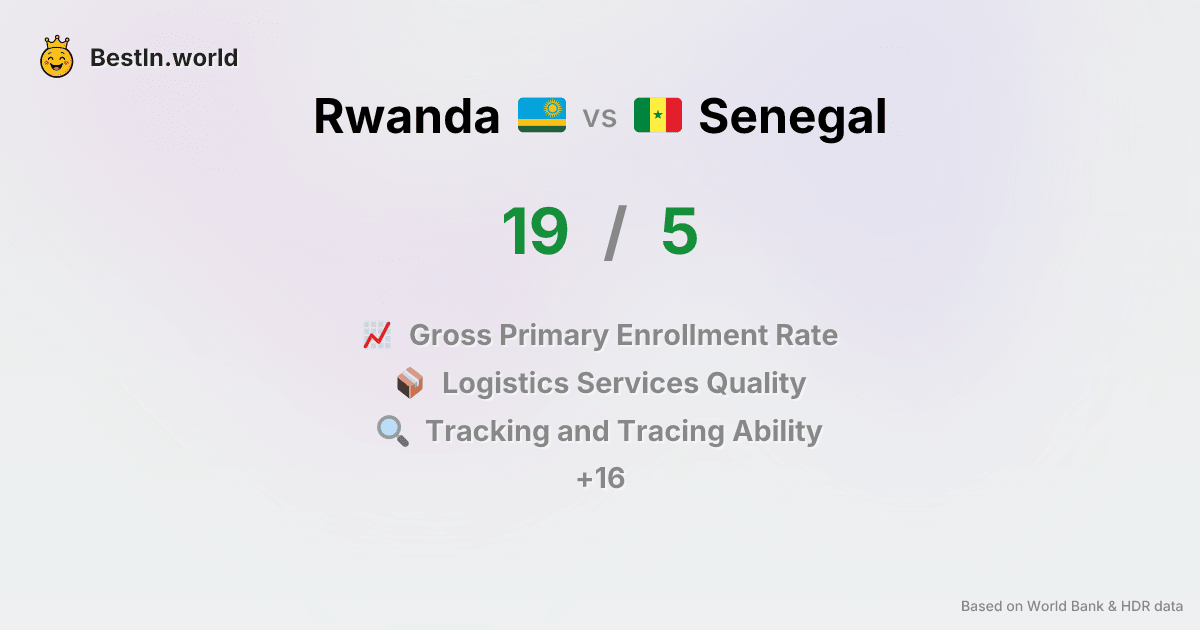 BestIn.world
Rwanda vs Senegal
19 / 5
Gross Primary Enrollment Rate
Logistics Services Quality
Tracking and Tracing Ability
+16
Based on World Bank & HDR data